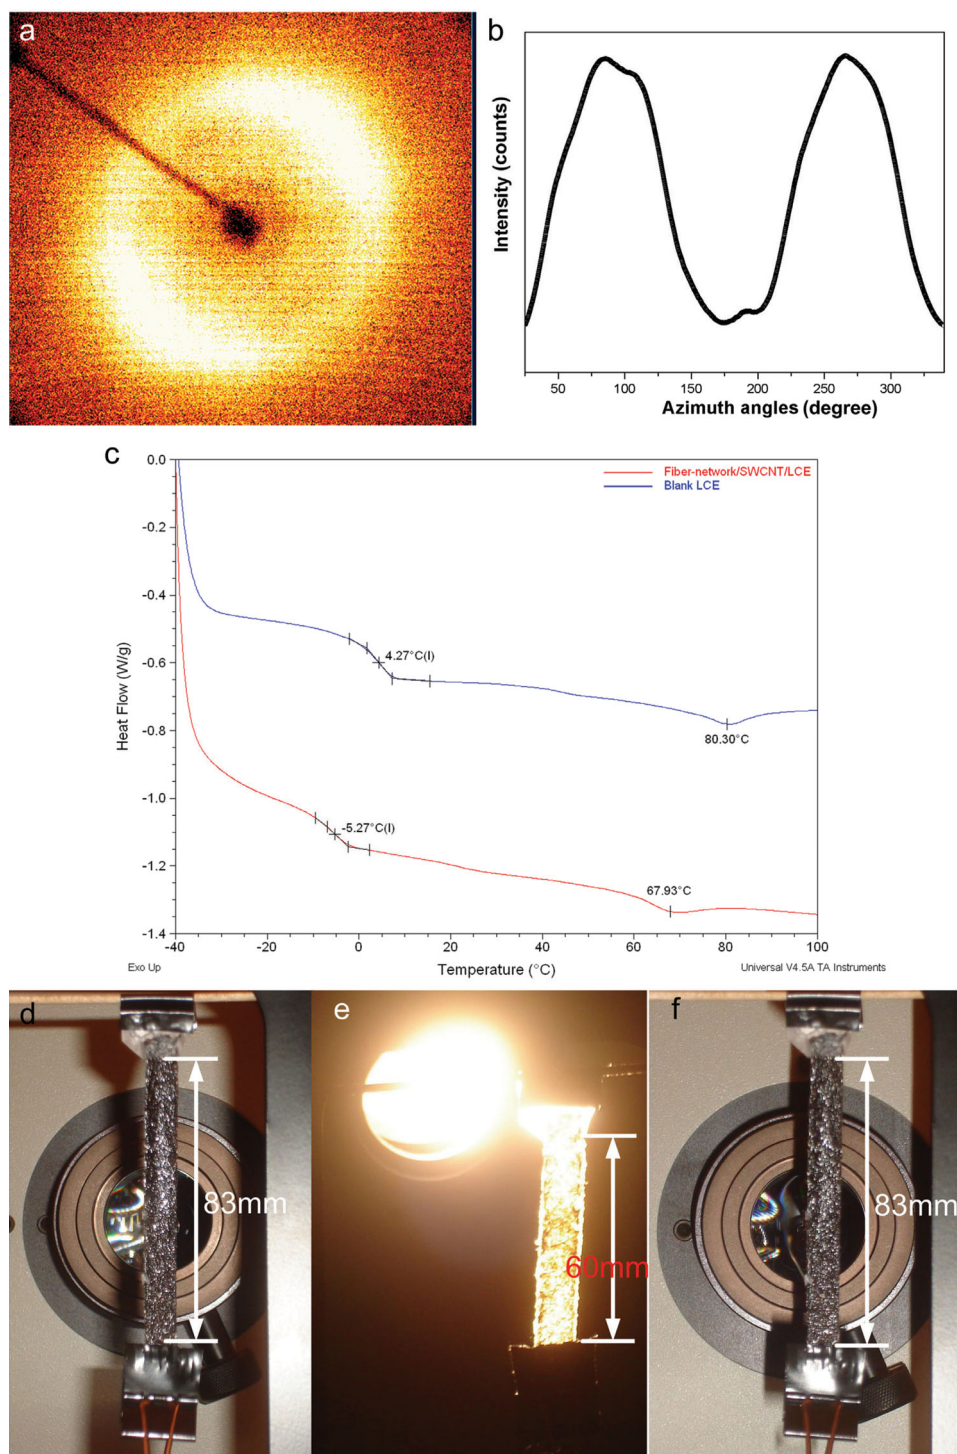 a
b
Intensity (counts)
50 100 150 200 250 300
Azimuth angles (degree)
c
Fiber-network/SWCNT/LCE
Blank LCE
0.0
-0.2
-0.4
-0.6
-0.8
-1.0
-1.2
-1.4
Heat Flow (W/g)
4.27°C(I)
80.30°C
-5.27°C(I)
67.93°C
-40 -20 0 20 40 60 80 100
Exo Up
Temperature (°C)
Universal V4.5A TA Instruments
d
83mm
e
60mm
f
83mm